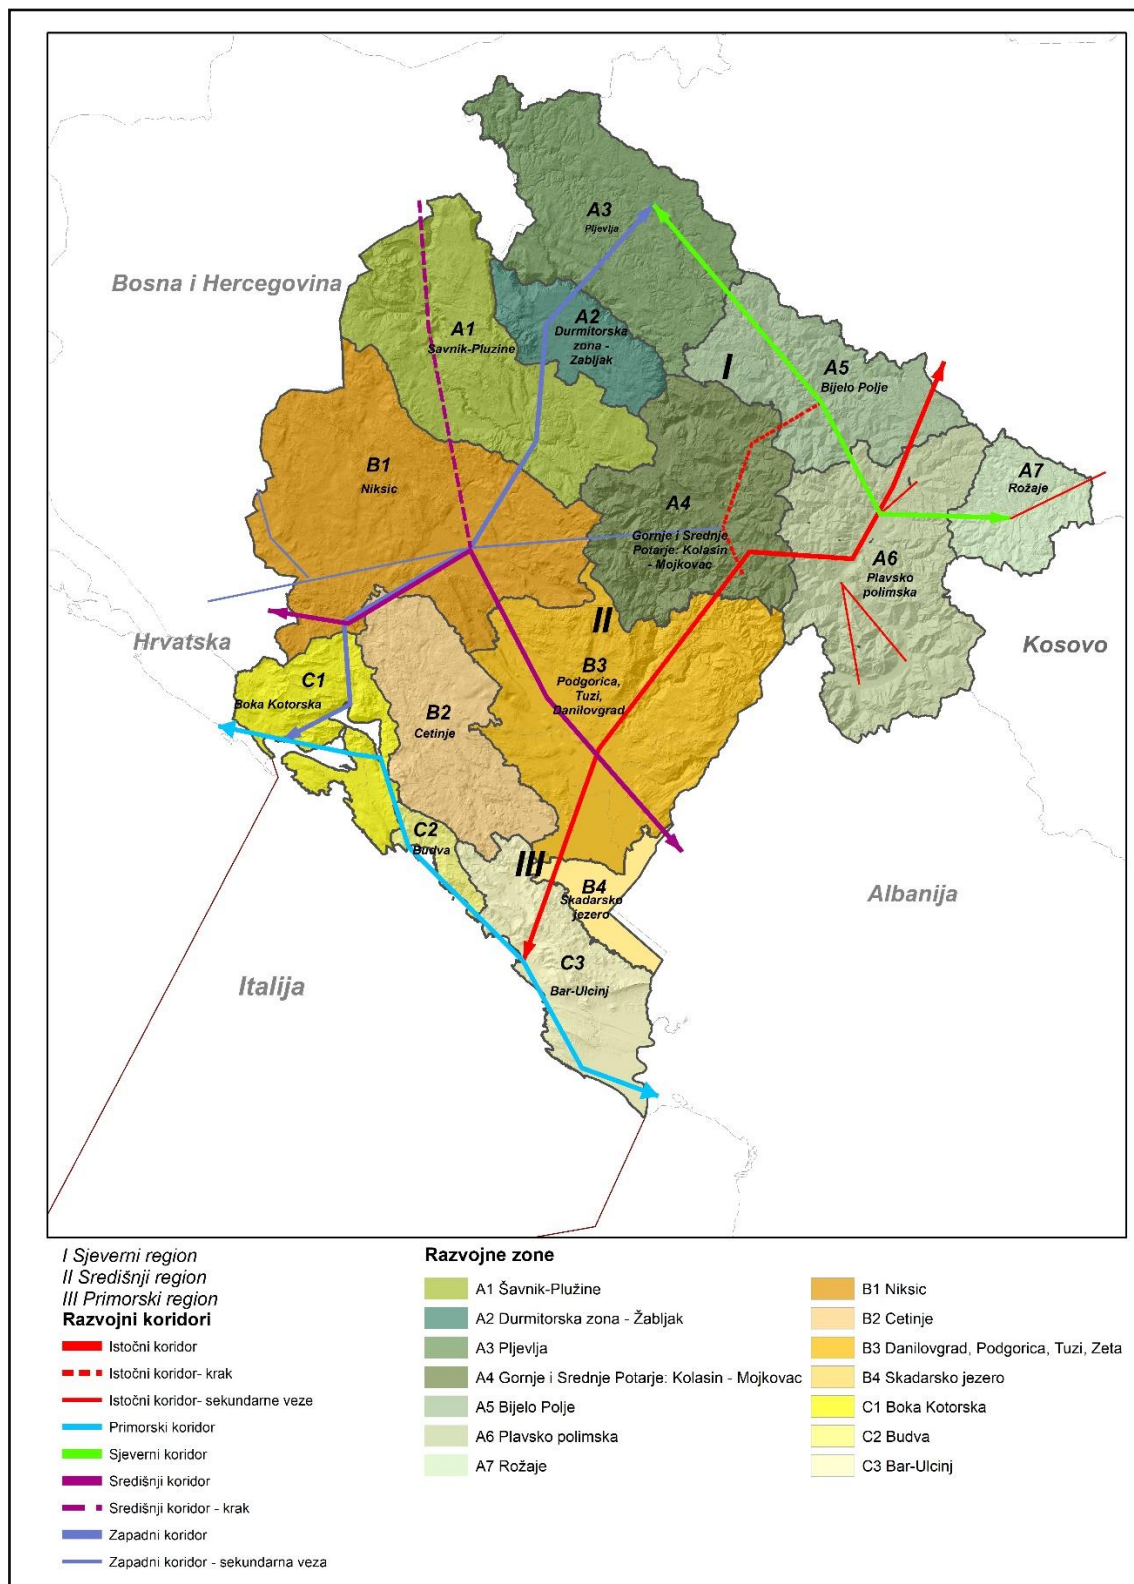 A3
Pljevlja
Bosna i Hercegovina
A1
Savnik-Pluzine
A2
Durmitorska
zona -
Zabljak
I
A5
Bijelo Polje
B1
Niksic
A7
Rožaje
A4
Gornje i Srednje
Potarje: Kolasin
- Mojkovac
A6
Plavsko
polimska
Hrvatska
II
Kosovo
C1
Boka Kotorska
B3
Podgorica,
Tuzi,
Danilovgrad
B2
Cetinje
C2
Budva
III
B4
Skadarsko
jezero
Albanija
Italija
C3
Bar-Ulcinj
I Sjeverni region
II Središnji region
III Primorski region
Razvojni koridori
Istočni koridor
Istočni koridor- krak
Istočni koridor- sekundarne veze
Primorski koridor
Sjeverni koridor
Središnji koridor
Središnji koridor - krak
Zapadni koridor
Zapadni koridor - sekundarna veza
Razvojne zone
A1 Šavnik-Plužine
A2 Durmitorska zona - Žabljak
A3 Pljevlja
A4 Gornje i Srednje Potarje: Kolasin - Mojkovac
A5 Bijelo Polje
A6 Plavsko polimska
A7 Rožaje
B1 Niksic
B2 Cetinje
B3 Danilovgrad, Podgorica, Tuzi, Zeta
B4 Skadarsko jezero
C1 Boka Kotorska
C2 Budva
C3 Bar-Ulcinj